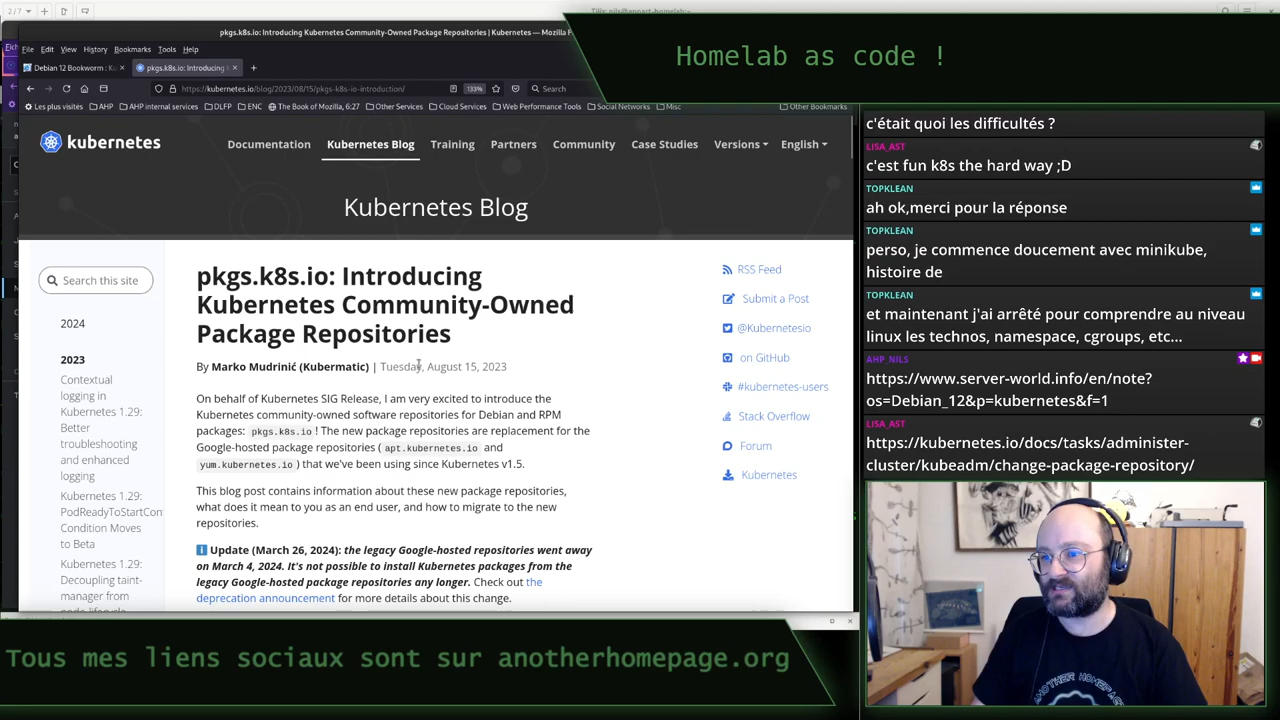 2/7
Tilix: nils@appart-homelab:~
pkgs.k8s.io: Introducing Kubernetes Community-Owned Package Repositories | Kubernetes — Mozilla F
File Edit View History Bookmarks Tools Help
Debian 12 Bookworm : Ku
pkgs.k8s.io: Introducing
https://kubernetes.io/blog/2023/08/15/pkgs-k8s-io-introduction/
133%
Search
Les plus visités AHP AHP internal services DLFP ENC The Book of Mozilla, 6:27 Other Services Cloud Services Web Performance Tools Social Networks Misc Other Bookmarks
kubernetes
Documentation Kubernetes Blog Training Partners Community Case Studies Versions English
Kubernetes Blog
Search this site
2024
2023
Contextual
logging in
Kubernetes 1.29:
Better
troubleshooting
and enhanced
logging
Kubernetes 1.29:
PodReadyToStartCont
Condition Moves
to Beta
Kubernetes 1.29:
Decoupling taint-
manager from
pkgs.k8s.io: Introducing
Kubernetes Community-Owned
Package Repositories
By Marko Mudrinić (Kubermatic) | Tuesday, August 15, 2023
On behalf of Kubernetes SIG Release, I am very excited to introduce the
Kubernetes community-owned software repositories for Debian and RPM
packages: pkgs.k8s.io ! The new package repositories are replacement for the
Google-hosted package repositories ( apt.kubernetes.io and
yum.kubernetes.io ) that we've been using since Kubernetes v1.5.
This blog post contains information about these new package repositories,
what does it mean to you as an end user, and how to migrate to the new
repositories.
Update (March 26, 2024): the legacy Google-hosted repositories went away
on March 4, 2024. It's not possible to install Kubernetes packages from the
legacy Google-hosted package repositories any longer. Check out the
deprecation announcement for more details about this change.
RSS Feed
Submit a Post
@Kubernetesio
on GitHub
#kubernetes-users
Stack Overflow
Forum
Kubernetes
Homelab as code !
c'était quoi les difficultés ?
LISA_AST
c'est fun k8s the hard way ;D
TOPKLEAN
ah ok,merci pour la réponse
TOPKLEAN
perso, je commence doucement avec minikube,
histoire de
TOPKLEAN
et maintenant j'ai arrêté pour comprendre au niveau
linux les technos, namespace, cgroups, etc...
AHP_NILS
https://www.server-world.info/en/note?
os=Debian_12&p=kubernetes&f=1
LISA_AST
https://kubernetes.io/docs/tasks/administer-
cluster/kubeadm/change-package-repository/
Tous mes liens sociaux sont sur anotherhomepage.org